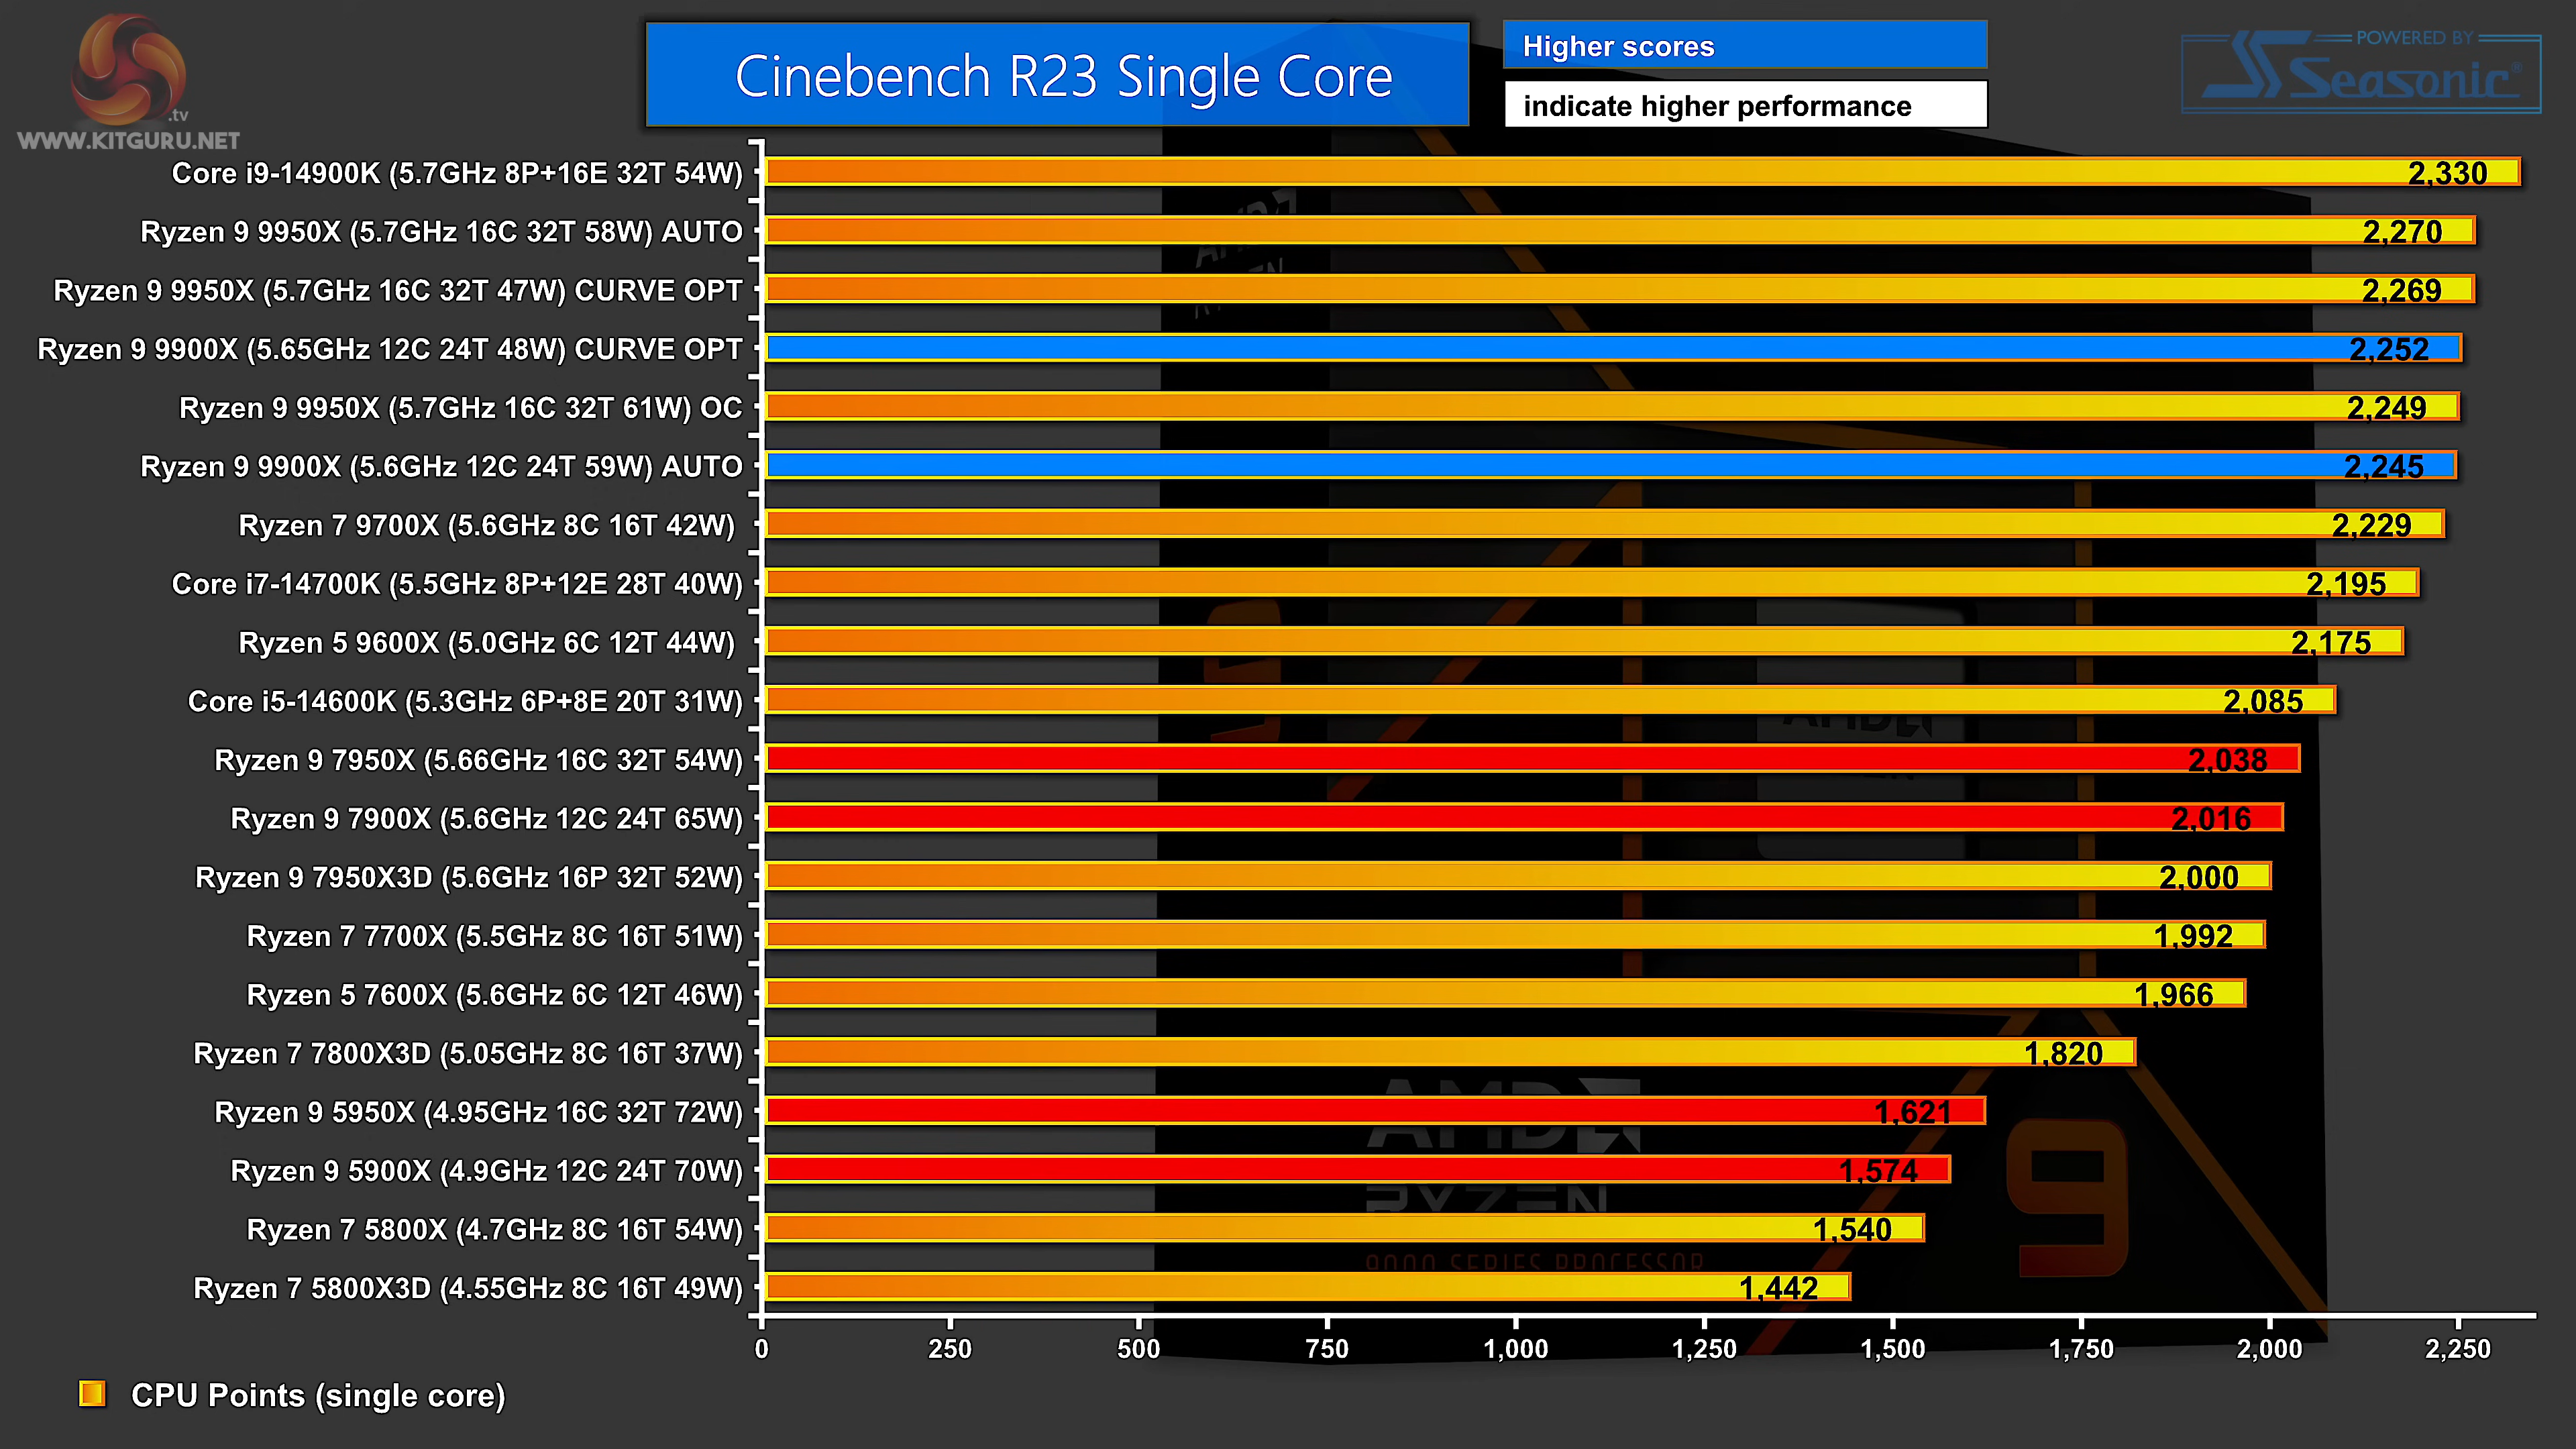 .tv
WWW.KITGURU.NET
Cinebench R23 Single Core
Higher scores
indicate higher performance
POWERED BY
Seasonic®
Core i9-14900K (5.7GHz 8P+16E 32T 54W) 2,330
Ryzen 9 9950X (5.7GHz 16C 32T 58W) AUTO 2,270
Ryzen 9 9950X (5.7GHz 16C 32T 47W) CURVE OPT 2,269
Ryzen 9 9900X (5.65GHz 12C 24T 48W) CURVE OPT 2,252
Ryzen 9 9950X (5.7GHz 16C 32T 61W) OC 2,249
Ryzen 9 9900X (5.6GHz 12C 24T 59W) AUTO 2,245
Ryzen 7 9700X (5.6GHz 8C 16T 42W) 2,229
Core i7-14700K (5.5GHz 8P+12E 28T 40W) 2,195
Ryzen 5 9600X (5.0GHz 6C 12T 44W) 2,175
Core i5-14600K (5.3GHz 6P+8E 20T 31W) 2,085
Ryzen 9 7950X (5.66GHz 16C 32T 54W) 2,038
Ryzen 9 7900X (5.6GHz 12C 24T 65W) 2,016
Ryzen 9 7950X3D (5.6GHz 16P 32T 52W) 2,000
Ryzen 7 7700X (5.5GHz 8C 16T 51W) 1,992
Ryzen 5 7600X (5.6GHz 6C 12T 46W) 1,966
Ryzen 7 7800X3D (5.05GHz 8C 16T 37W) 1,820
Ryzen 9 5950X (4.95GHz 16C 32T 72W) 1,621
Ryzen 9 5900X (4.9GHz 12C 24T 70W) 1,574
Ryzen 7 5800X (4.7GHz 8C 16T 54W) 1,540
Ryzen 7 5800X3D (4.55GHz 8C 16T 49W) 1,442
AMD
RYZEN
9000 SERIES PROCESSOR
9
0 250 500 750 1,000 1,250 1,500 1,750 2,000 2,250
CPU Points (single core)